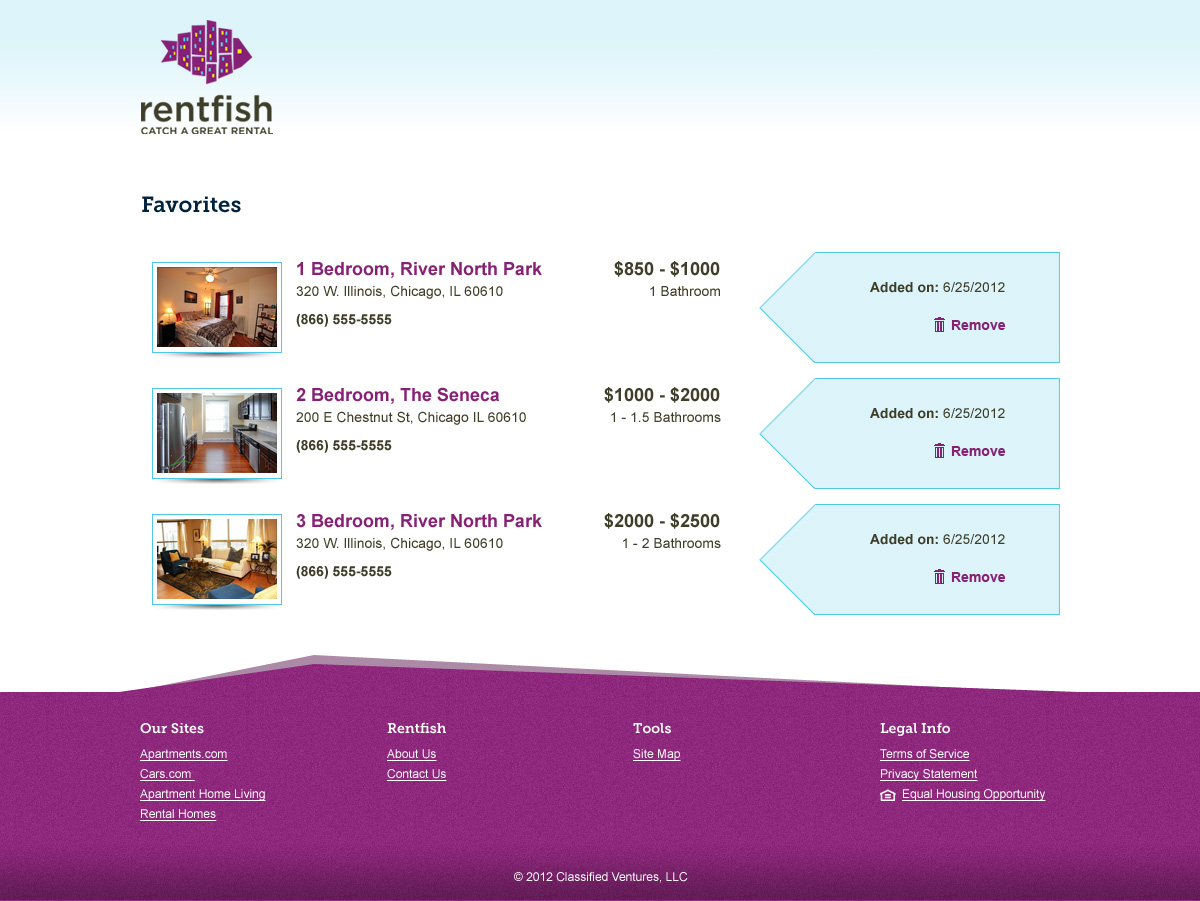 rentfish
CATCH A GREAT RENTAL
Favorites
1 Bedroom, River North Park
320 W. Illinois, Chicago, IL 60610
(866) 555-5555
$850 - $1000
1 Bathroom
Added on: 6/25/2012
Remove
2 Bedroom, The Seneca
200 E Chestnut St, Chicago IL 60610
(866) 555-5555
$1000 - $2000
1 - 1.5 Bathrooms
Added on: 6/25/2012
Remove
3 Bedroom, River North Park
320 W. Illinois, Chicago, IL 60610
(866) 555-5555
$2000 - $2500
1 - 2 Bathrooms
Added on: 6/25/2012
Remove
Our Sites
Apartments.com
Cars.com
Apartment Home Living
Rental Homes
Rentfish
About Us
Contact Us
Tools
Site Map
Legal Info
Terms of Service
Privacy Statement
Equal Housing Opportunity
© 2012 Classified Ventures, LLC